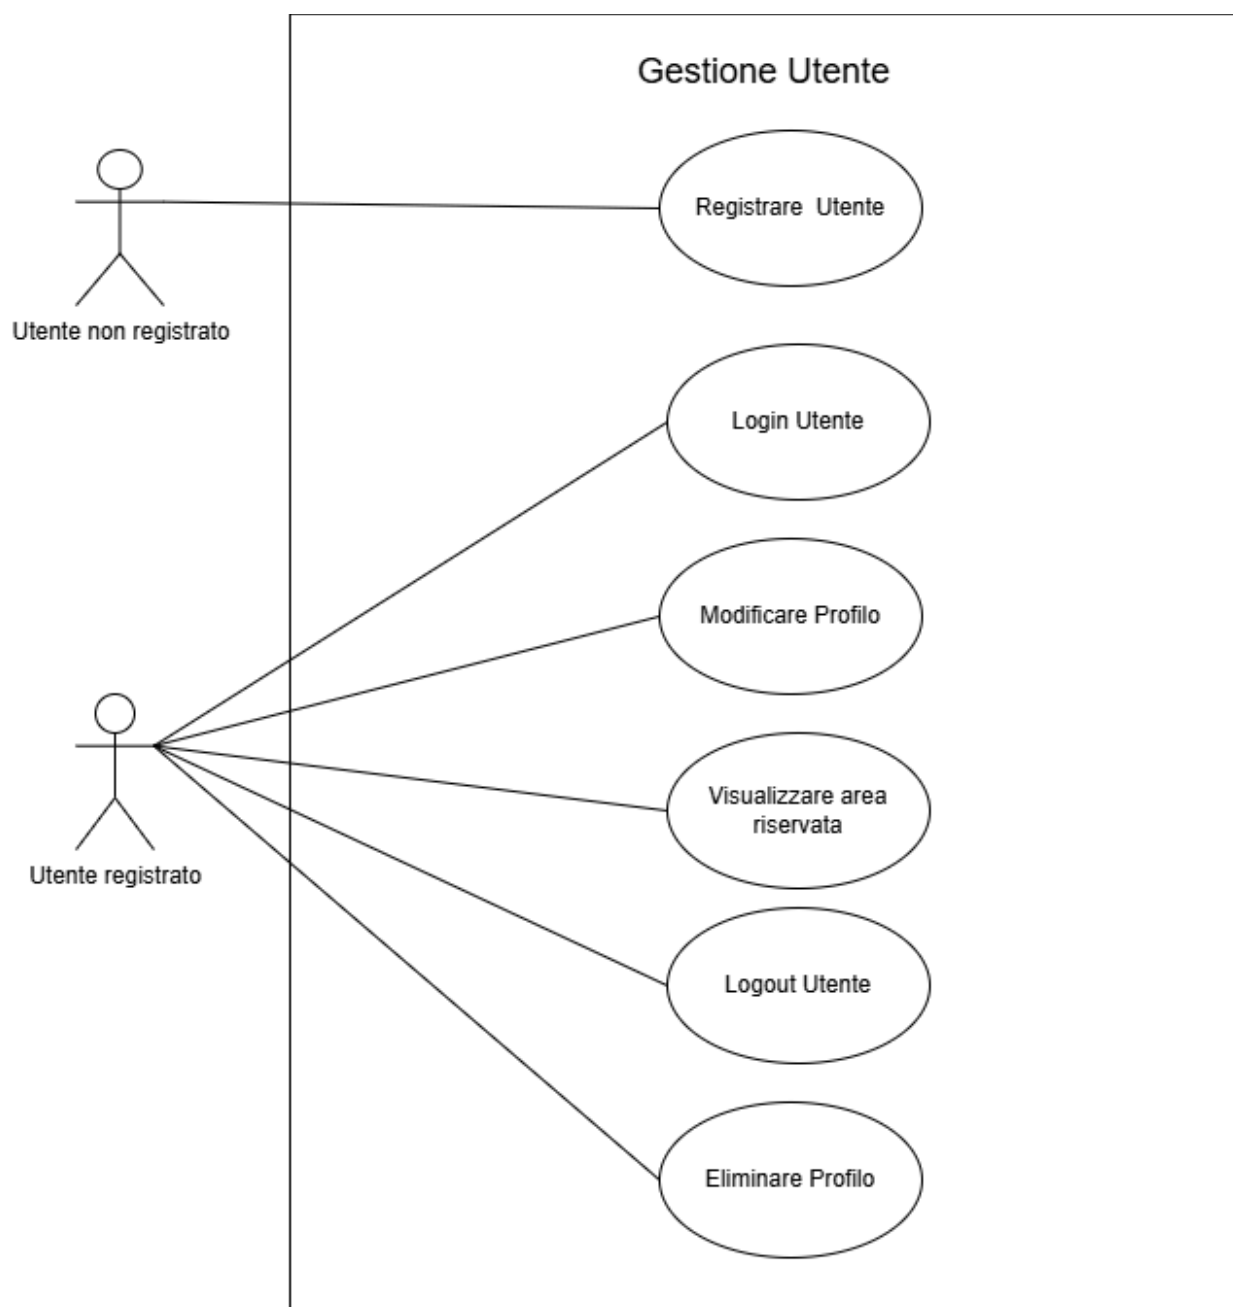 Gestione Utente
Registrare Utente
Utente non registrato
Login Utente
Modificare Profilo
Visualizzare area
riservata
Utente registrato
Logout Utente
Eliminare Profilo